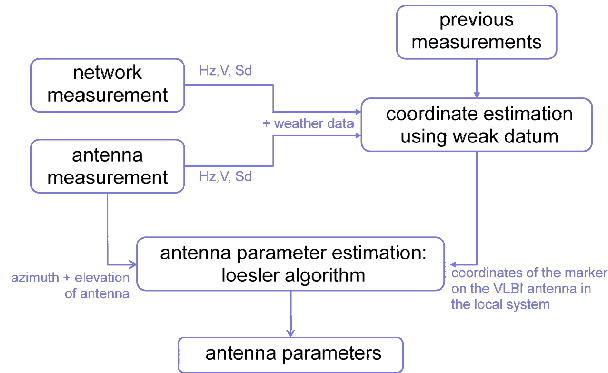 previous
measurements
network
measurement
Hz,V, Sd
+ weather data
coordinate estimation
using weak datum
antenna
measurement
Hz,V, Sd
azimuth + elevation
of antenna
antenna parameter estimation:
loesler algorithm
coordinates of the marker
on the VLBI antenna in
the local system
antenna parameters